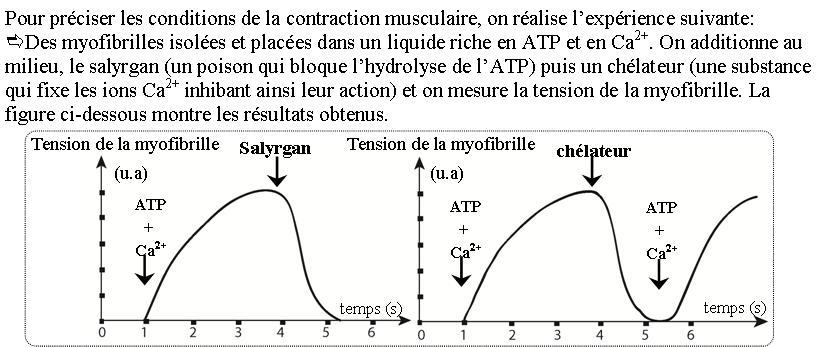 Pour préciser les conditions de la contraction musculaire, on réalise l’expérience suivante:
⇨Des myofibrilles isolées et placées dans un liquide riche en ATP et en Ca²⁺. On additionne au
milieu, le salyrgan (un poison qui bloque l’hydrolyse de l’ATP) puis un chélateur (une substance
qui fixe les ions Ca²⁺ inhibant ainsi leur action) et on mesure la tension de la myofibrille. La
figure ci-dessous montre les résultats obtenus.
Tension de la myofibrille
(u.a)
Salyrgan
ATP
+
Ca²⁺
temps (s)
0 1 2 3 4 5 6
Tension de la myofibrille
(u.a)
chélateur
ATP
+
Ca²⁺
ATP
+
Ca²⁺
temps (s)
0 1 2 3 4 5 6